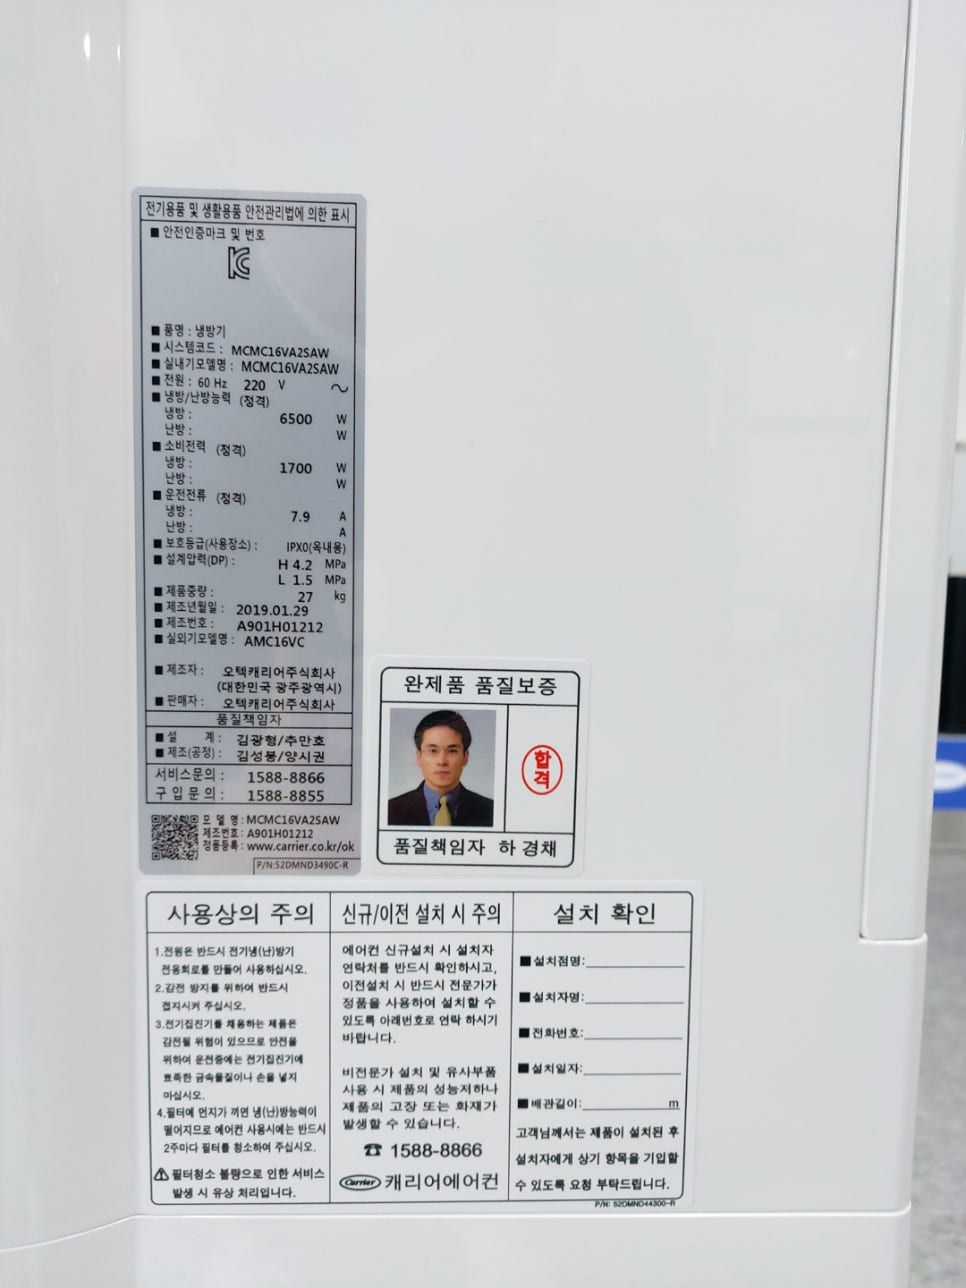 전기용품 및 생활용품 안전관리법에 의한 표시
■ 안전인증마크 및 번호
KC
■ 품명 : 냉방기
■ 시스템코드 : MCMC16VA2SAW
■ 실내기모델명 : MCMC16VA2SAW
■ 전원 : 60 Hz 220 V ~
■ 냉방/난방능력 (정격)
냉방 : 6500 W
난방 : W
■ 소비전력 (정격)
냉방 : 1700 W
난방 : W
■ 운전전류 (정격)
냉방 : 7.9 A
난방 : A
■ 보호등급(사용장소) : IPX0(옥내용)
■ 설계압력(DP) : H 4.2 MPa
L 1.5 MPa
■ 제품중량 : 27 kg
■ 제조년월일 : 2019.01.29
■ 제조번호 : A901H01212
■ 실외기모델명 : AMC16VC
■ 제조자 : 오텍캐리어주식회사
(대한민국 광주광역시)
■ 판매자 : 오텍캐리어주식회사
품질책임자
■ 설 계 : 김광형/추만호
■ 제조(공정) : 김성봉/양시권
서비스문의 : 1588-8866
구입문의 : 1588-8855
모 델 명 : MCMC16VA2SAW
제조번호 : A901H01212
정품등록 : www.carrier.co.kr/ok
P/N:52DMND3490C-R
완제품 품질보증
합격
품질책임자 하 경채
사용상의 주의
1.전원은 반드시 전기냉(난)방기
전용회로를 만들어 사용하십시오.
2.감전 방지를 위하여 반드시
접지시켜 주십시오.
3.전기집진기를 채용하는 제품은
감전될 위험이 있으므로 안전을
위하여 운전중에는 전기집진기에
뾰족한 금속물질이나 손을 넣지
마십시오.
4.필터에 먼지가 끼면 냉(난)방능력이
떨어지므로 에어컨 사용시에는 반드시
2주마다 필터를 청소하여 주십시오.
⚠ 필터청소 불량으로 인한 서비스
발생 시 유상 처리입니다.
신규/이전 설치 시 주의
에어컨 신규설치 시 설치자
연락처를 반드시 확인하시고,
이전설치 시 반드시 전문가가
정품을 사용하여 설치할 수
있도록 아래번호로 연락 하시기
바랍니다.
비전문가 설치 및 유사부품
사용 시 제품의 성능저하나
제품의 고장 또는 화재가
발생할 수 있습니다.
☎ 1588-8866
Carrier 캐리어에어컨
설치 확인
■설치점명:
■설치자명:
■전화번호:
■설치일자:
■배관길이: m
고객님께서는 제품이 설치된 후
설치자에게 상기 항목을 기입할
수 있도록 요청 부탁드립니다.
P/N: 52DMND44300-R